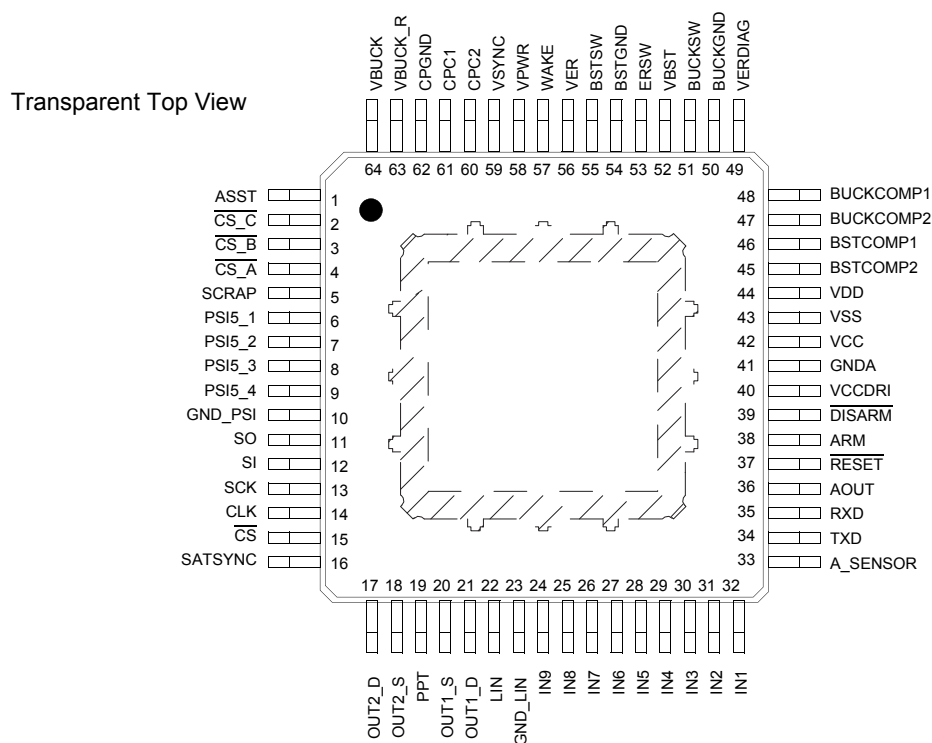 Transparent Top View
VBUCK
VBUCK_R
CPGND
CPC1
CPC2
VSYNC
VPWR
WAKE
VER
BSTSW
BSTGND
ERSW
VBST
BUCKSW
BUCKGND
VERDIAG
64 63 62 61 60 59 58 57 56 55 54 53 52 51 50 49
ASST 1
CS_C 2
CS_B 3
CS_A 4
SCRAP 5
PSI5_1 6
PSI5_2 7
PSI5_3 8
PSI5_4 9
GND_PSI 10
SO 11
SI 12
SCK 13
CLK 14
CS 15
SATSYNC 16
48 BUCKCOMP1
47 BUCKCOMP2
46 BSTCOMP1
45 BSTCOMP2
44 VDD
43 VSS
42 VCC
41 GNDA
40 VCCDRI
39 DISARM
38 ARM
37 RESET
36 AOUT
35 RXD
34 TXD
33 A_SENSOR
17 18 19 20 21 22 23 24 25 26 27 28 29 30 31 32
OUT2_D
OUT2_S
PPT
OUT1_S
OUT1_D
LIN
GND_LIN
IN9
IN8
IN7
IN6
IN5
IN4
IN3
IN2
IN1